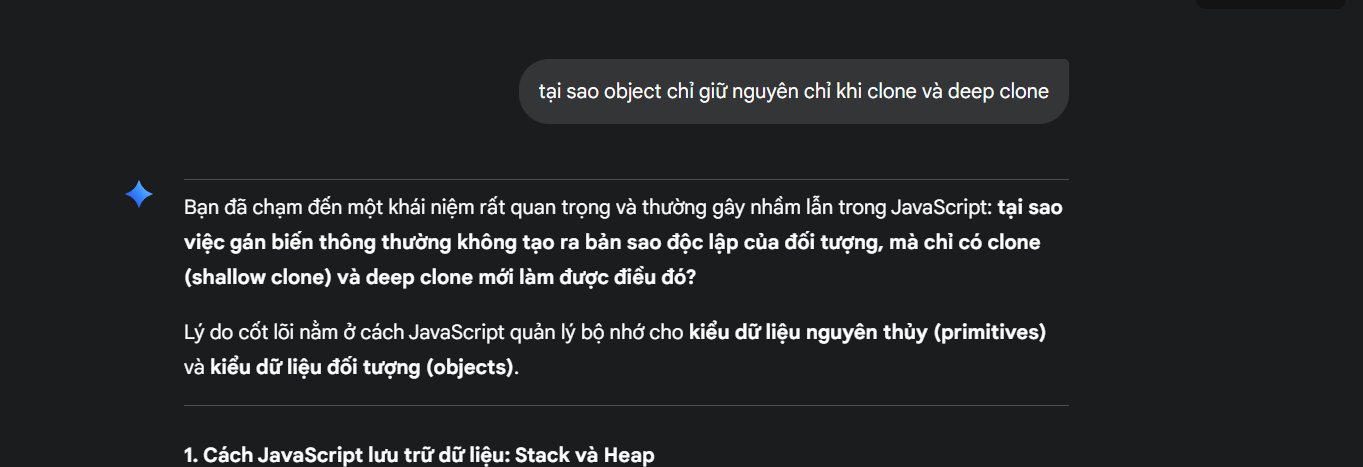 tại sao object chỉ giữ nguyên chỉ khi clone và deep clone
Bạn đã chạm đến một khái niệm rất quan trọng và thường gây nhầm lẫn trong JavaScript: tại sao
việc gán biến thông thường không tạo ra bản sao độc lập của đối tượng, mà chỉ có clone
(shallow clone) và deep clone mới làm được điều đó?
Lý do cốt lõi nằm ở cách JavaScript quản lý bộ nhớ cho kiểu dữ liệu nguyên thủy (primitives)
và kiểu dữ liệu đối tượng (objects).
1. Cách JavaScript lưu trữ dữ liệu: Stack và Heap